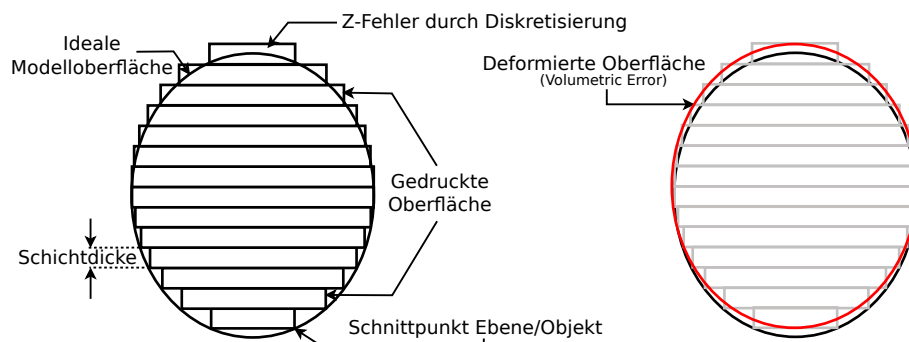 Z-Fehler durch Diskretisierung
Ideale
Modelloberfläche
Gedruckte
Oberfläche
Schichtdicke
Schnittpunkt Ebene/Objekt
Deformierte Oberfläche
(Volumetric Error)